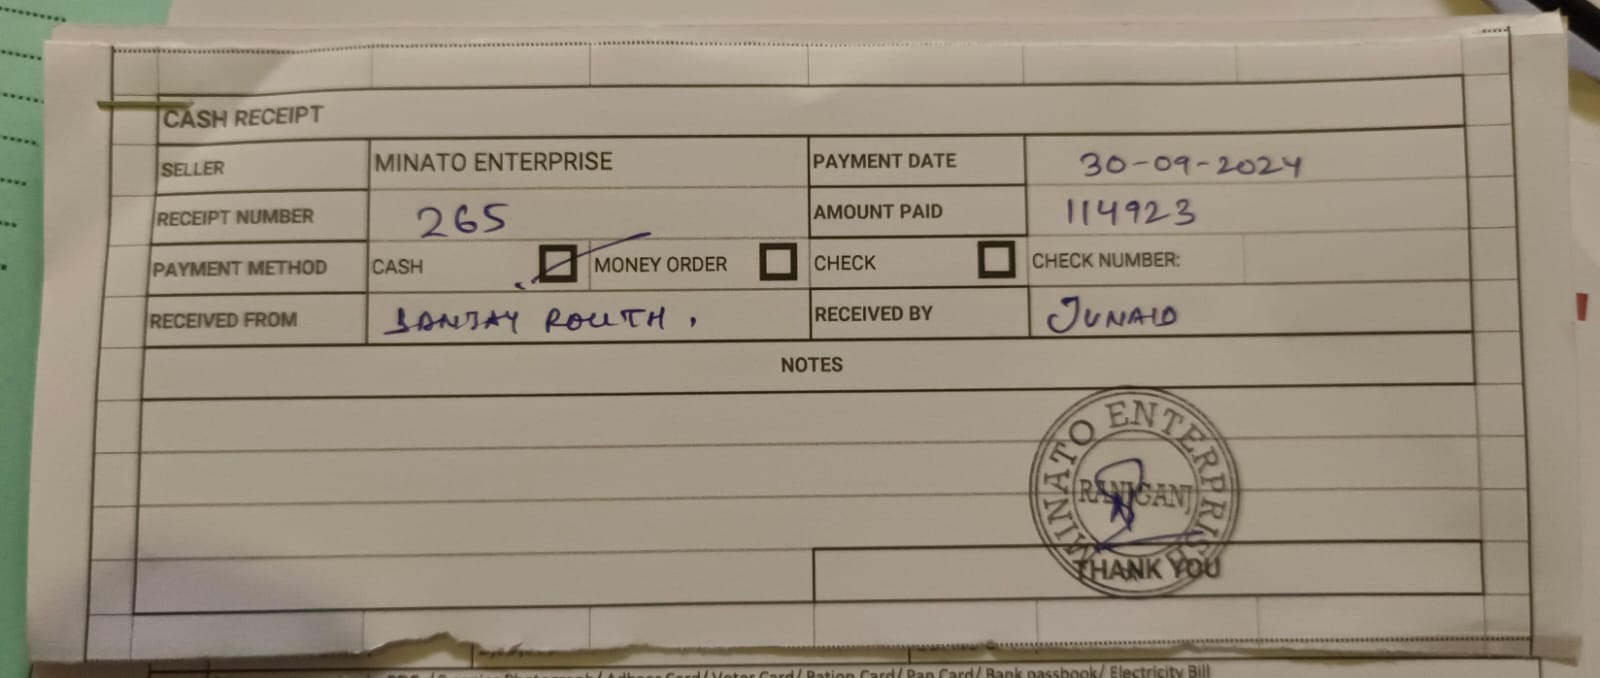 CASH RECEIPT
SELLER MINATO ENTERPRISE PAYMENT DATE 30-09-2024
RECEIPT NUMBER 265 AMOUNT PAID 114923
PAYMENT METHOD CASH MONEY ORDER CHECK CHECK NUMBER:
RECEIVED FROM SANJAY ROUTH. RECEIVED BY JUNAID
NOTES
MINATO ENTERPRISE
RANIGANJ
THANK YOU
Card/ Voter Card/ Ration Card/ Pan Card/ Bank passbook/ Electricity Bill